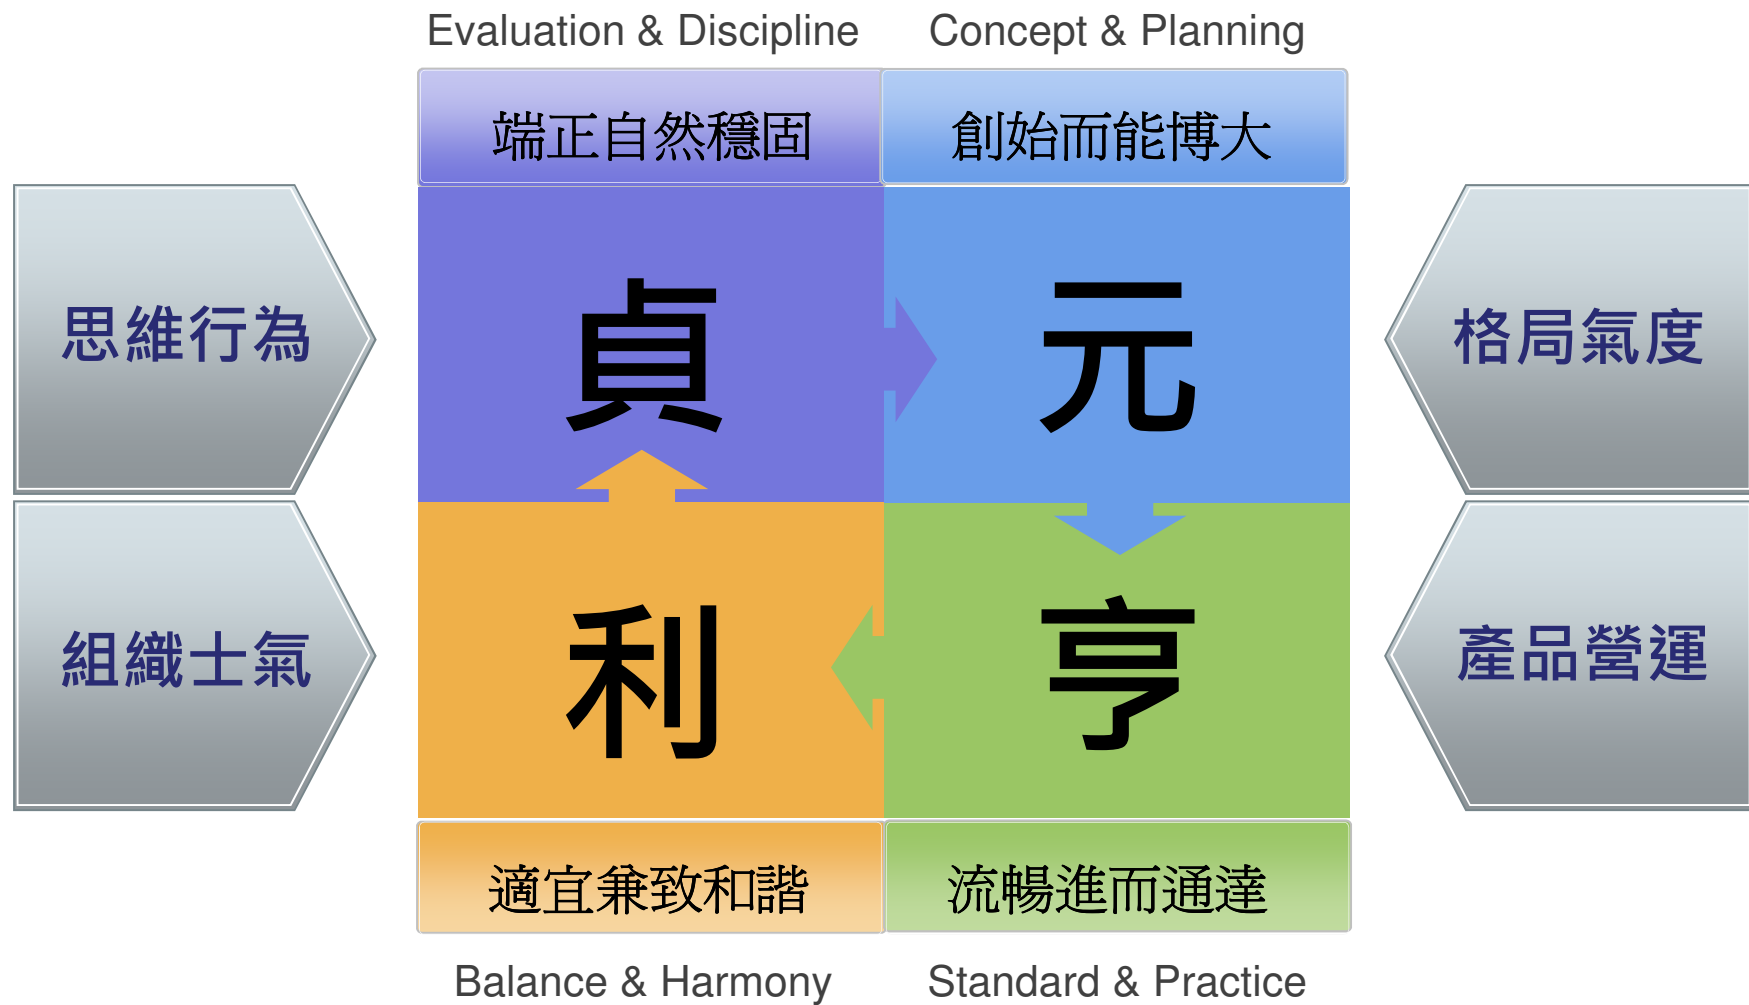 Evaluation & Discipline
Concept & Planning
端正自然穩固
創始而能博大
思維行為
貞
元
格局氣度
組織士氣
利
亨
產品營運
適宜兼致和諧
流暢進而通達
Balance & Harmony
Standard & Practice